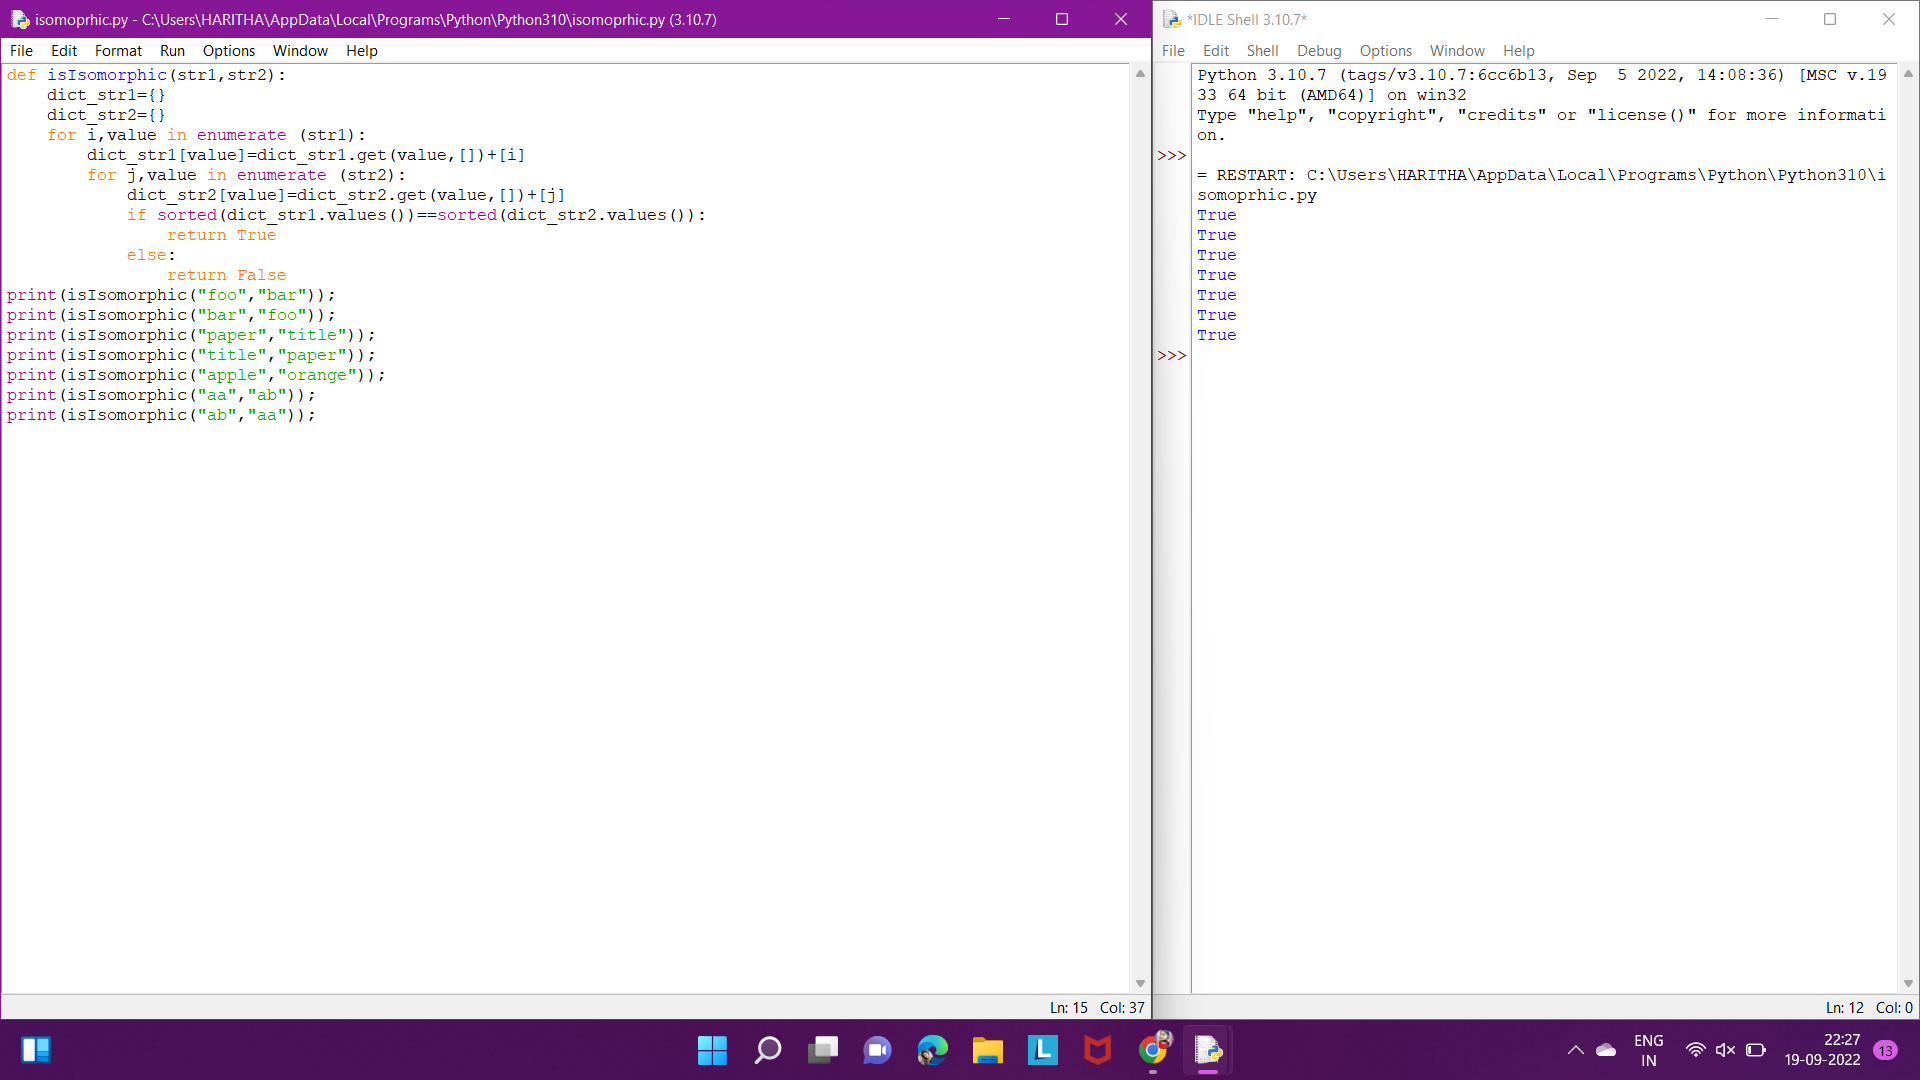 isomoprhic.py - C:\Users\HARITHA\AppData\Local\Programs\Python\Python310\isomoprhic.py (3.10.7)
File Edit Format Run Options Window Help
def isIsomorphic(str1,str2):
    dict_str1={}
    dict_str2={}
    for i,value in enumerate (str1):
        dict_str1[value]=dict_str1.get(value,[])+[i]
        for j,value in enumerate (str2):
            dict_str2[value]=dict_str2.get(value,[])+[j]
            if sorted(dict_str1.values())==sorted(dict_str2.values()):
                return True
            else:
                return False
print(isIsomorphic("foo","bar"));
print(isIsomorphic("bar","foo"));
print(isIsomorphic("paper","title"));
print(isIsomorphic("title","paper"));
print(isIsomorphic("apple","orange"));
print(isIsomorphic("aa","ab"));
print(isIsomorphic("ab","aa"));
Ln: 15 Col: 37
*IDLE Shell 3.10.7*
File Edit Shell Debug Options Window Help
Python 3.10.7 (tags/v3.10.7:6cc6b13, Sep  5 2022, 14:08:36) [MSC v.19
33 64 bit (AMD64)] on win32
Type "help", "copyright", "credits" or "license()" for more informati
on.
>>>
= RESTART: C:\Users\HARITHA\AppData\Local\Programs\Python\Python310\i
somoprhic.py
True
True
True
True
True
True
True
>>>
Ln: 12 Col: 0
L
ENG
IN
22:27
19-09-2022
13